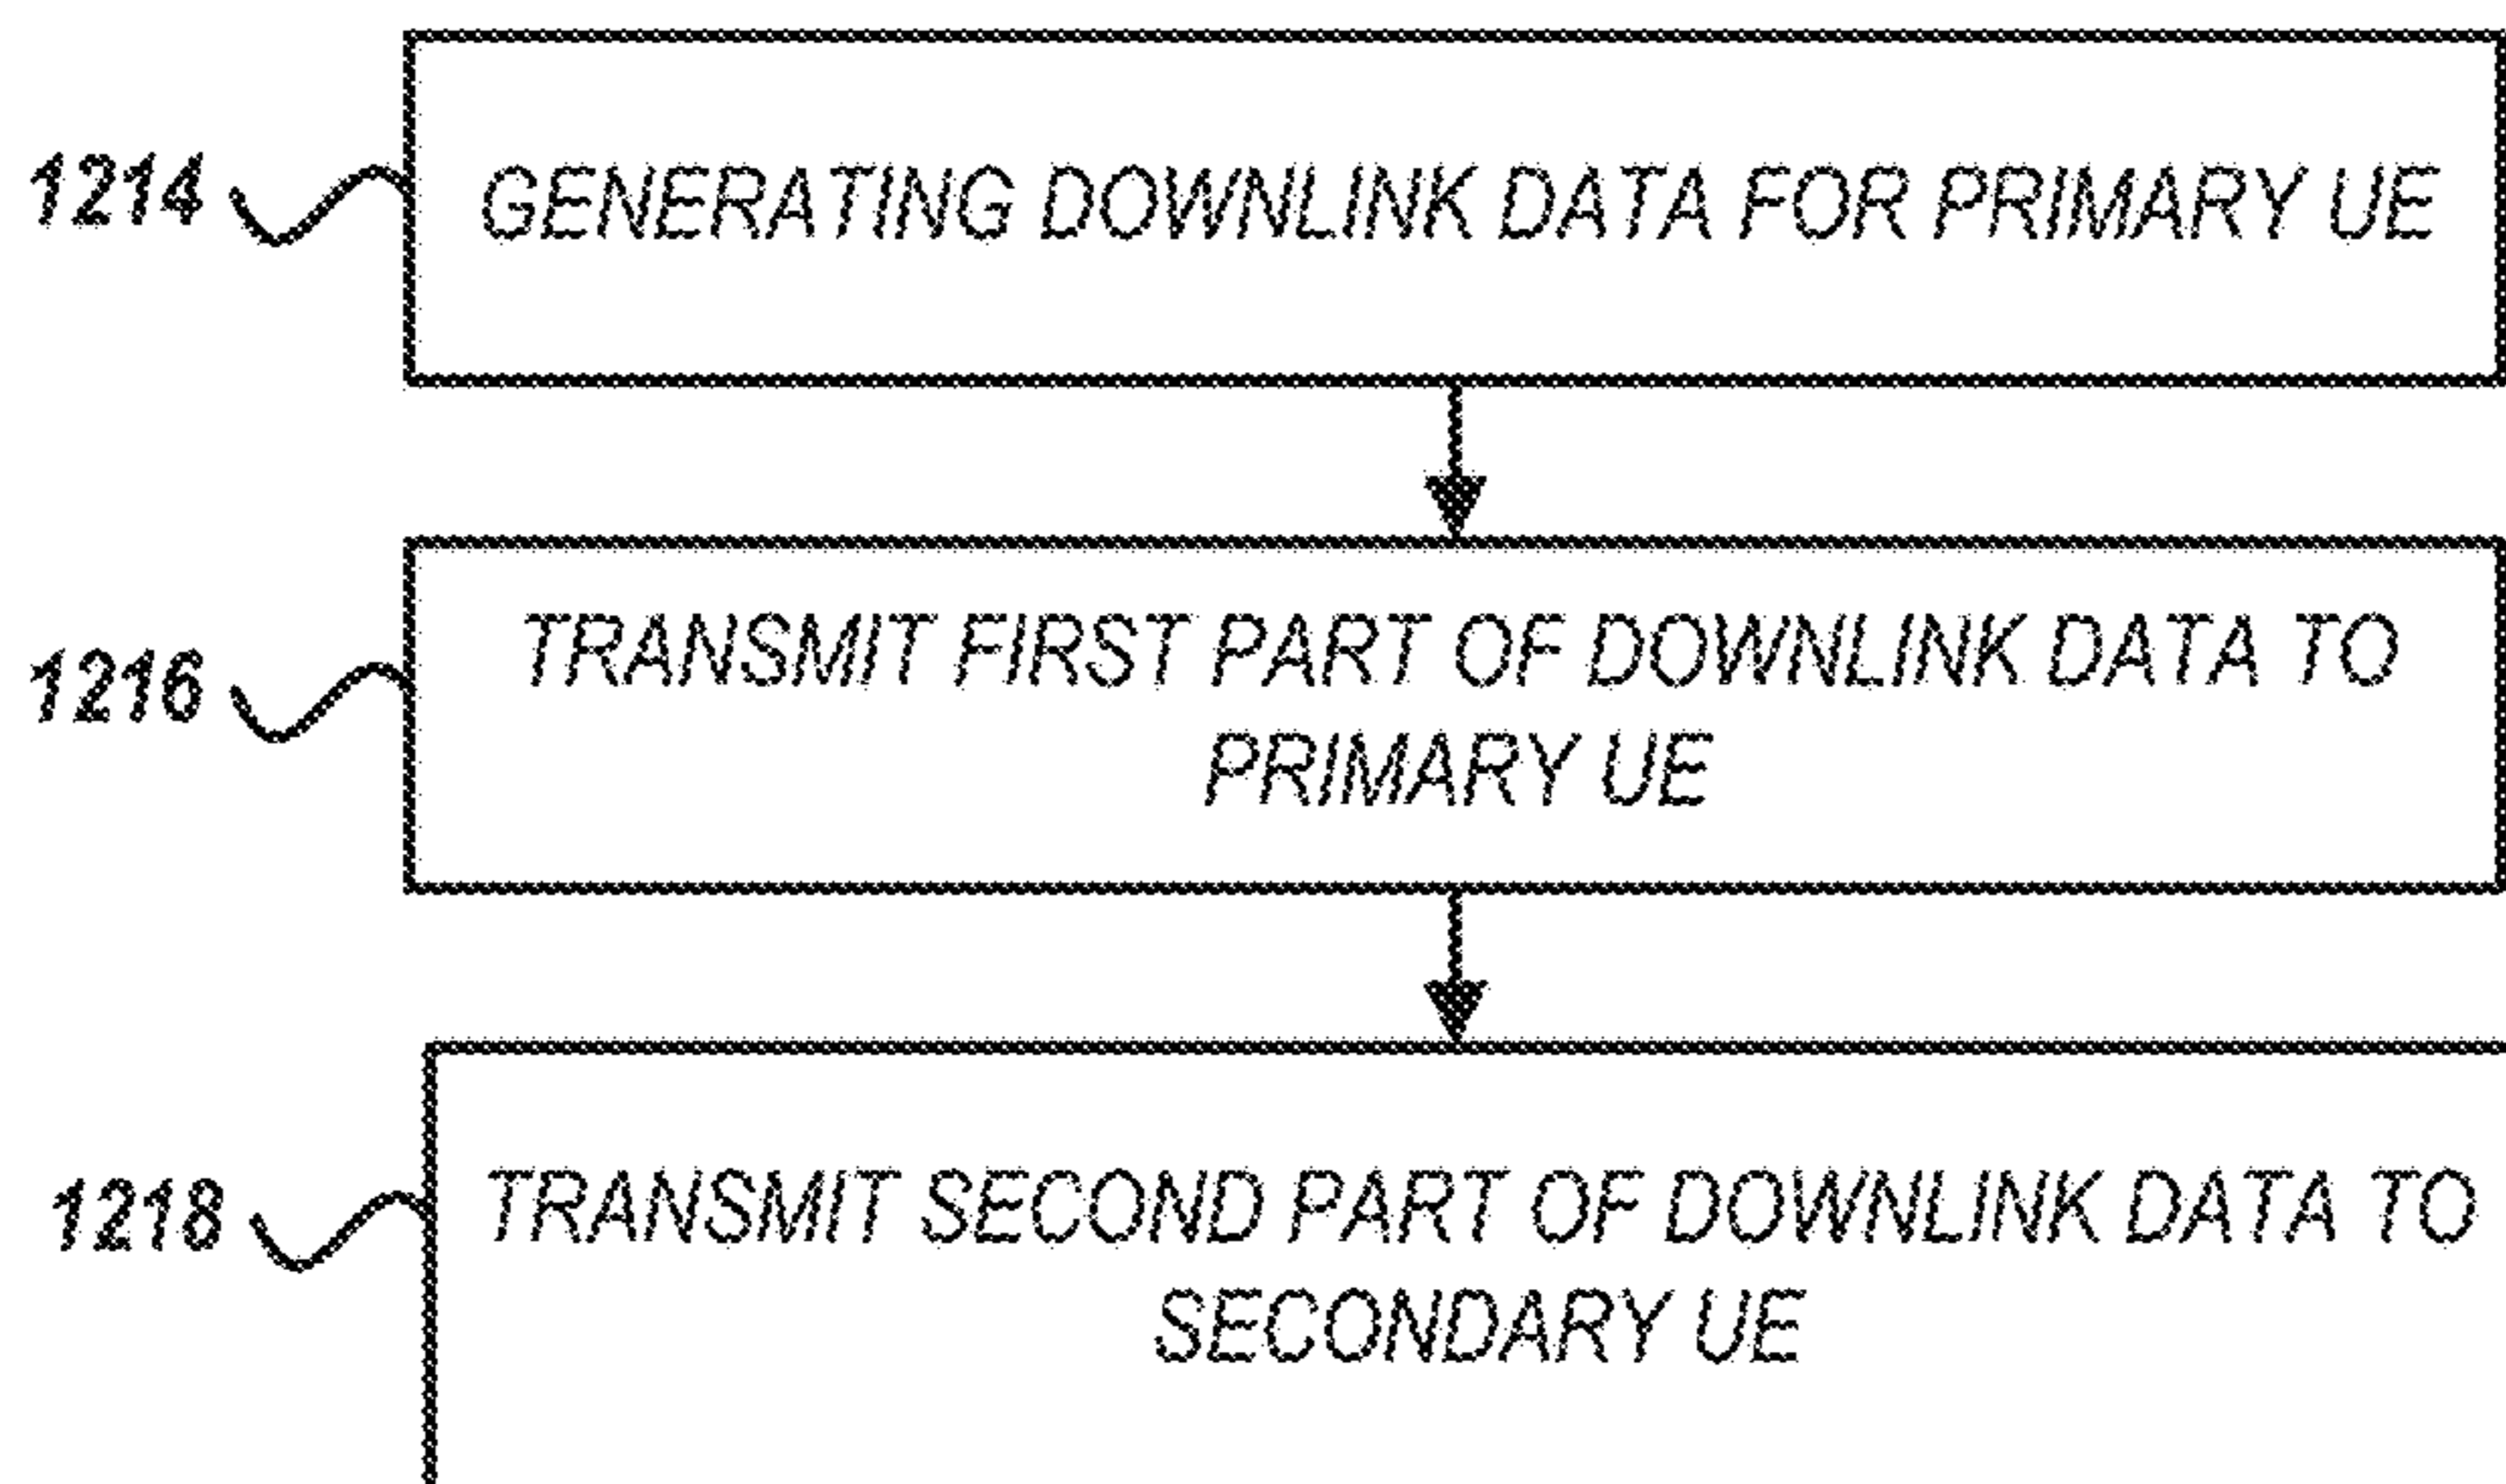 1214 GENERATING DOWNLINK DATA FOR PRIMARY UE
1216 TRANSMIT FIRST PART OF DOWNLINK DATA TO
PRIMARY UE
1218 TRANSMIT SECOND PART OF DOWNLINK DATA TO
SECONDARY UE